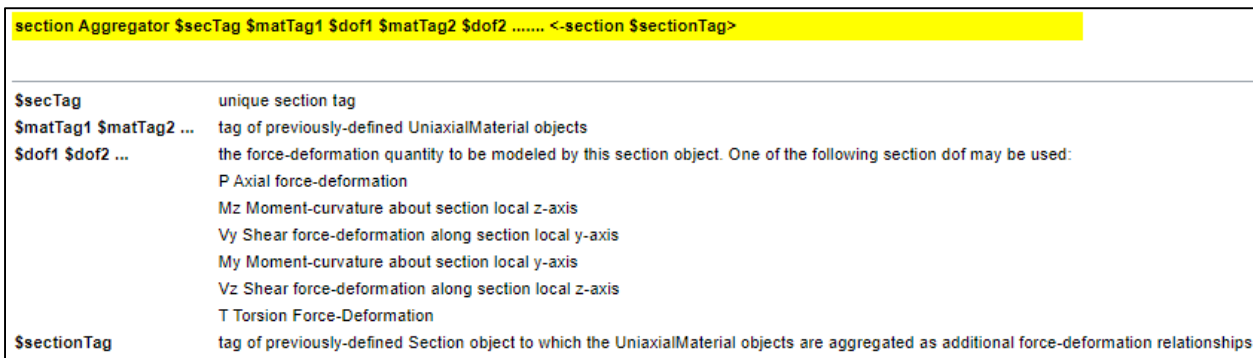 section Aggregator $secTag $matTag1 $dof1 $matTag2 $dof2 ....... <-section $sectionTag>
$secTag unique section tag
$matTag1 $matTag2 ... tag of previously-defined UniaxialMaterial objects
$dof1 $dof2 ... the force-deformation quantity to be modeled by this section object. One of the following section dof may be used:
P Axial force-deformation
Mz Moment-curvature about section local z-axis
Vy Shear force-deformation along section local y-axis
My Moment-curvature about section local y-axis
Vz Shear force-deformation along section local z-axis
T Torsion Force-Deformation
$sectionTag tag of previously-defined Section object to which the UniaxialMaterial objects are aggregated as additional force-deformation relationships